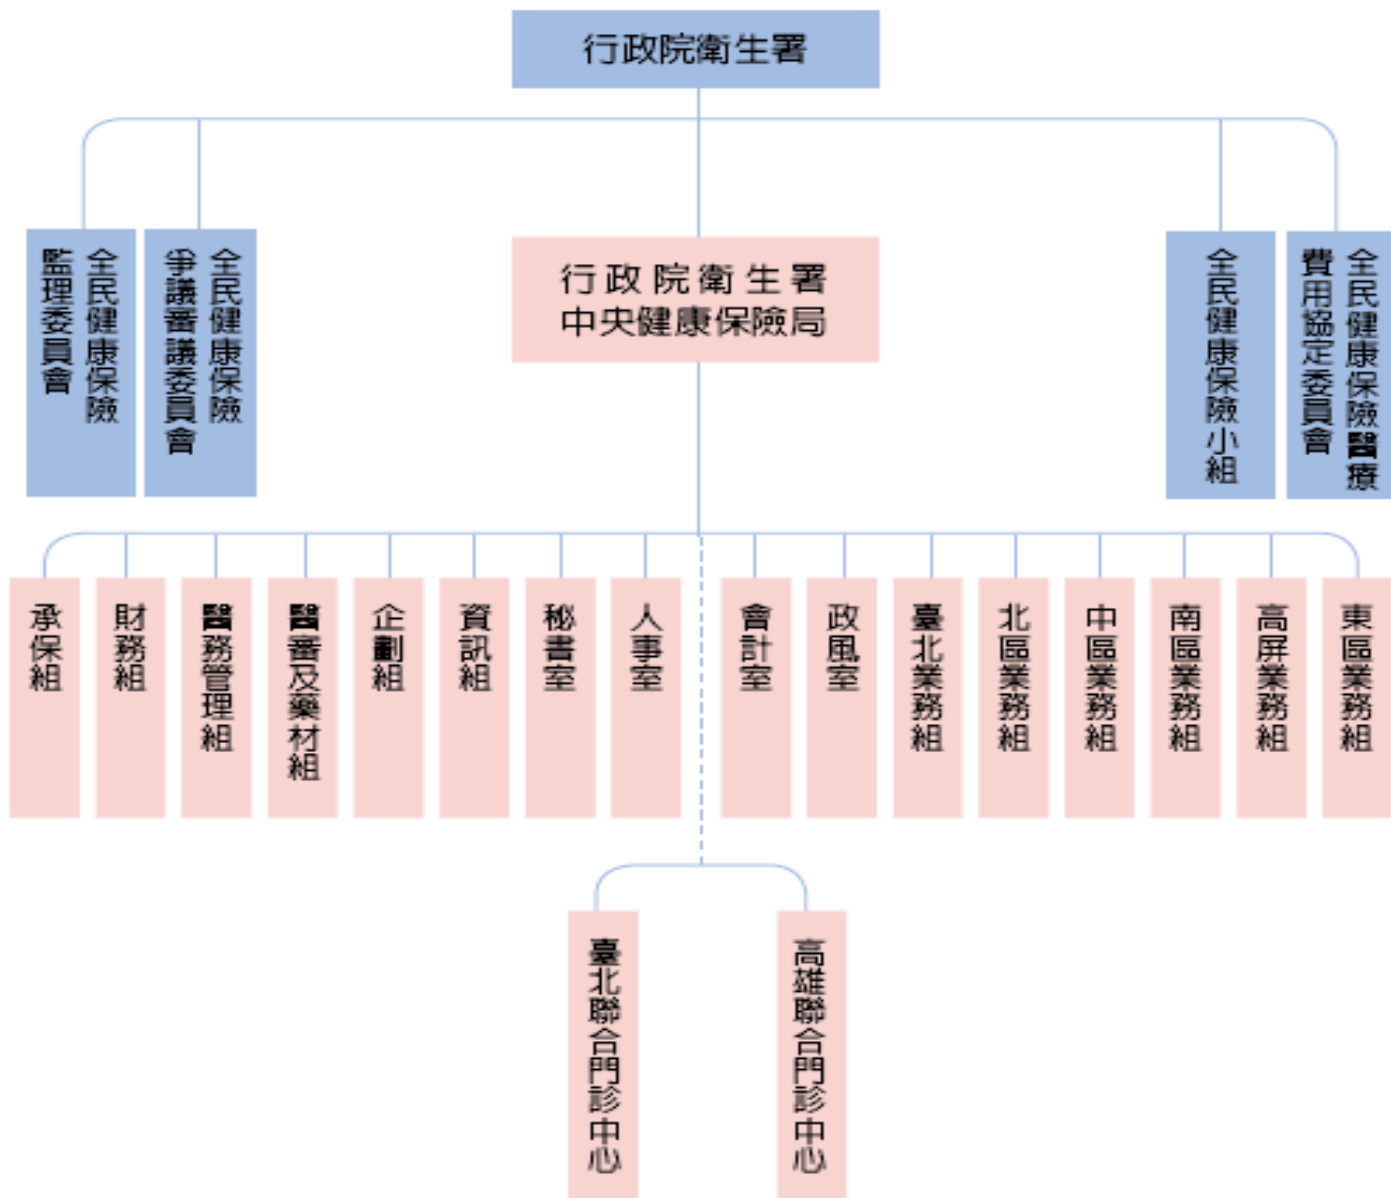 行政院衛生署
全民健康保險
監理委員會
全民健康保險
爭議審議委員會
行政院衛生署
中央健康保險局
全民健康保險小組
全民健康保險醫療
費用協定委員會
承保組
財務組
醫務管理組
醫審及藥材組
企劃組
資訊組
秘書室
人事室
會計室
政風室
臺北業務組
北區業務組
中區業務組
南區業務組
高屏業務組
東區業務組
臺北聯合門診中心
高雄聯合門診中心